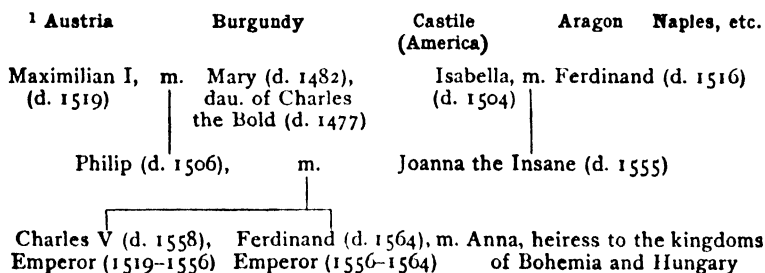 1 Austria Burgundy Castile Aragon Naples, etc.
(America)
Maximilian I, m. Mary (d. 1482), Isabella, m. Ferdinand (d. 1516)
(d. 1519) dau. of Charles (d. 1504)
the Bold (d. 1477)
Philip (d. 1506), m. Joanna the Insane (d. 1555)
Charles V (d. 1558), Ferdinand (d. 1564), m. Anna, heiress to the kingdoms
Emperor (1519–1556) Emperor (1556–1564) of Bohemia and Hungary